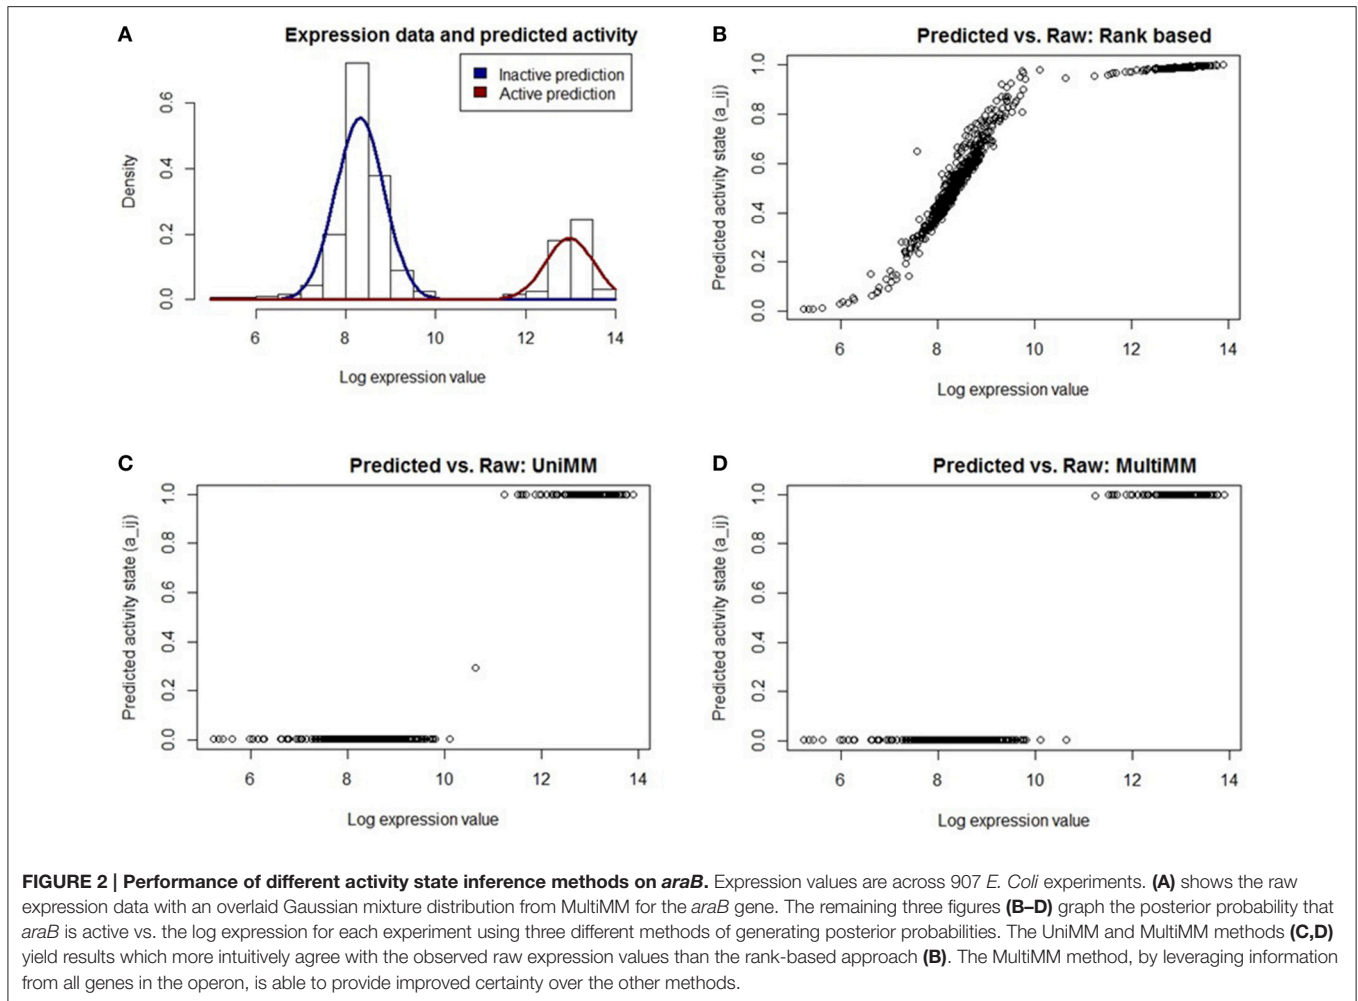 A
Expression data and predicted activity
Inactive prediction
Active prediction
Density
0.0
0.2
0.4
0.6
6
8
10
12
14
Log expression value
B
Predicted vs. Raw: Rank based
Predicted activity state (a_ij)
0.0
0.2
0.4
0.6
0.8
1.0
6
8
10
12
14
Log expression value
C
Predicted vs. Raw: UniMM
Predicted activity state (a_ij)
0.0
0.2
0.4
0.6
0.8
1.0
6
8
10
12
14
Log expression value
D
Predicted vs. Raw: MultiMM
Predicted activity state (a_ij)
0.0
0.2
0.4
0.6
0.8
1.0
6
8
10
12
14
Log expression value
FIGURE 2 | Performance of different activity state inference methods on araB. Expression values are across 907 E. Coli experiments. (A) shows the raw
expression data with an overlaid Gaussian mixture distribution from MultiMM for the araB gene. The remaining three figures (B–D) graph the posterior probability that
araB is active vs. the log expression for each experiment using three different methods of generating posterior probabilities. The UniMM and MultiMM methods (C,D)
yield results which more intuitively agree with the observed raw expression values than the rank-based approach (B). The MultiMM method, by leveraging information
from all genes in the operon, is able to provide improved certainty over the other methods.